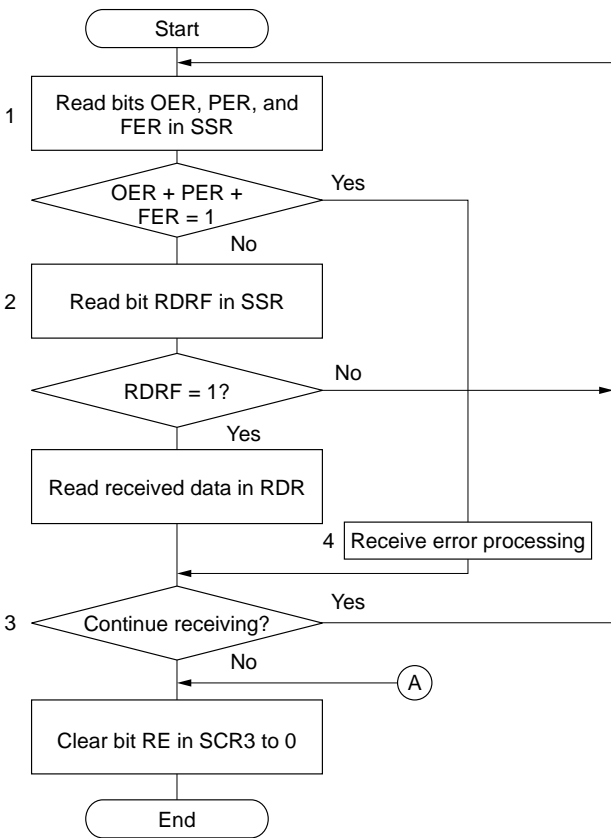 Start
1
Read bits OER, PER, and
FER in SSR
OER + PER +
FER = 1
Yes
No
2
Read bit RDRF in SSR
RDRF = 1?
No
Yes
Read received data in RDR
4
Receive error processing
3
Continue receiving?
Yes
No
A
Clear bit RE in SCR3 to 0
End